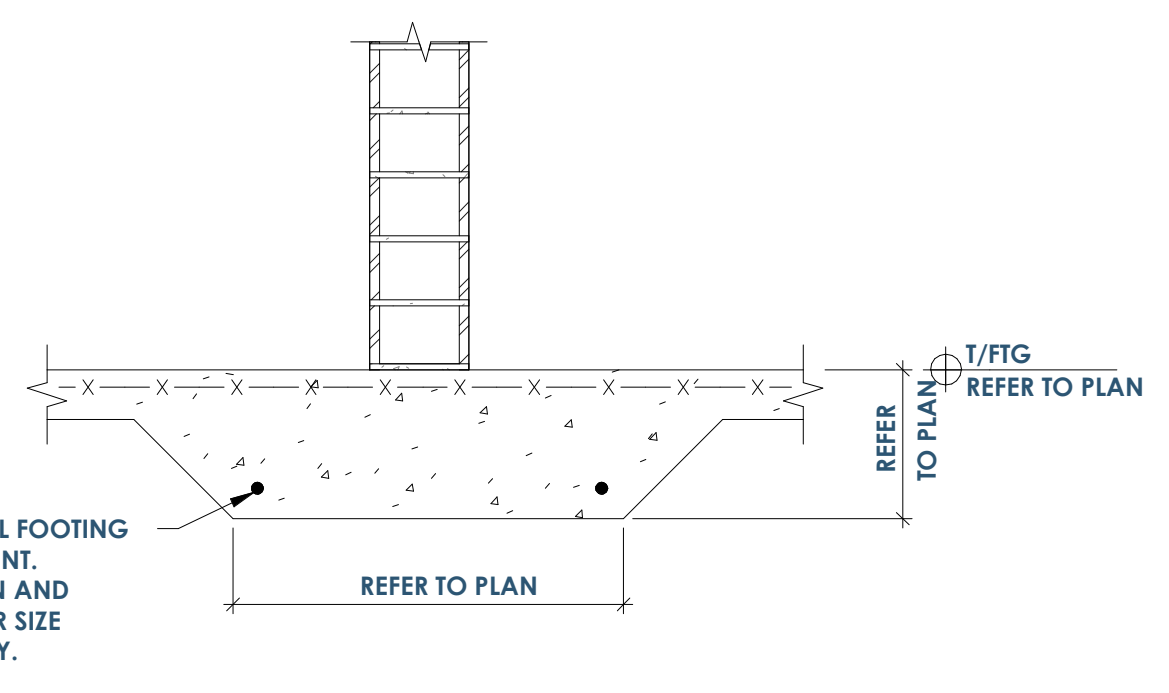 T/FTG
REFER TO PLAN
REFER
TO PLAN
L FOOTING
NT.
N AND
R SIZE
Y.
REFER TO PLAN